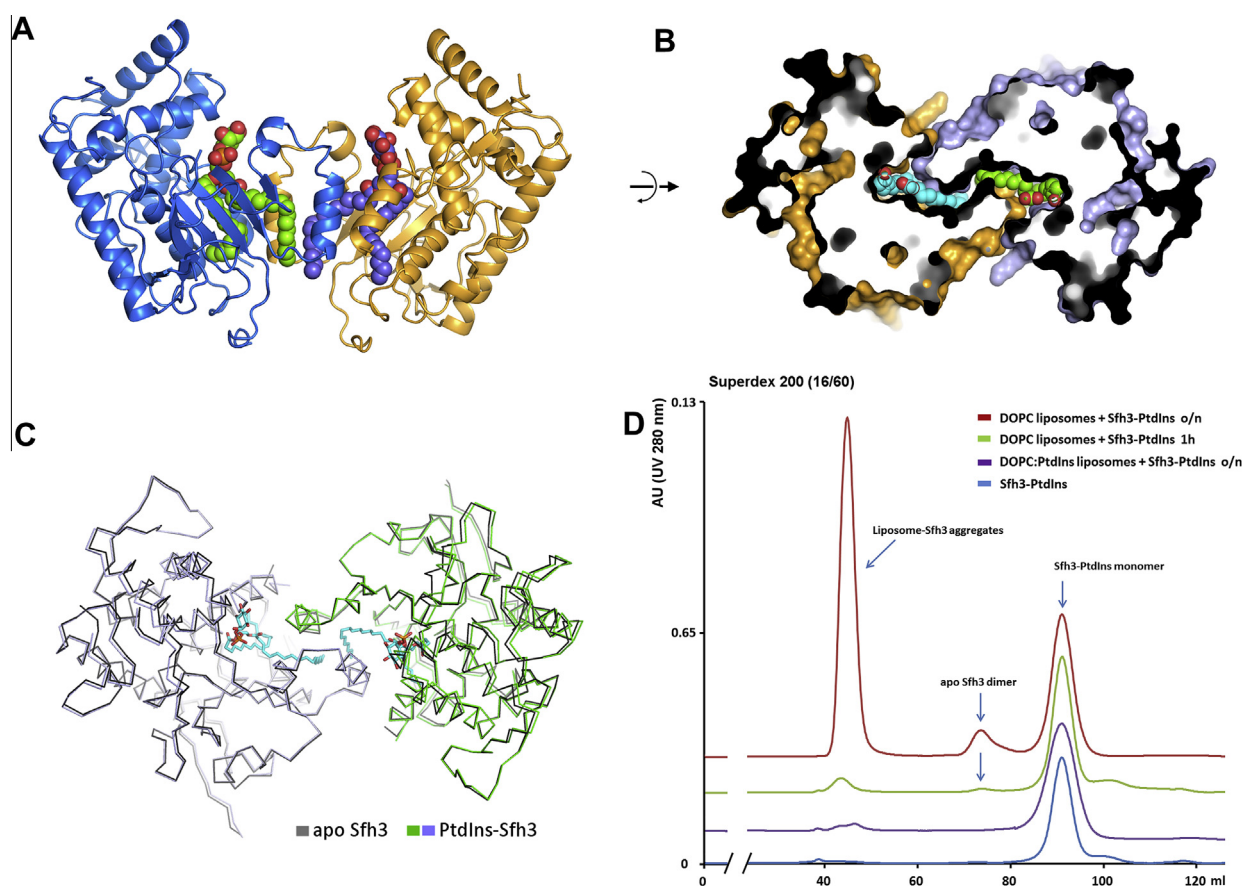 A
B
C
apo Sfh3 PtdIns-Sfh3
D
Superdex 200 (16/60)
AU (UV 280 nm)
0.13
0.65
0
DOPC liposomes + Sfh3-PtdIns o/n
DOPC liposomes + Sfh3-PtdIns 1h
DOPC:PtdIns liposomes + Sfh3-PtdIns o/n
Sfh3-PtdIns
Liposome-Sfh3 aggregates
Sfh3-PtdIns monomer
apo Sfh3 dimer
0 40 60 80 100 120 ml